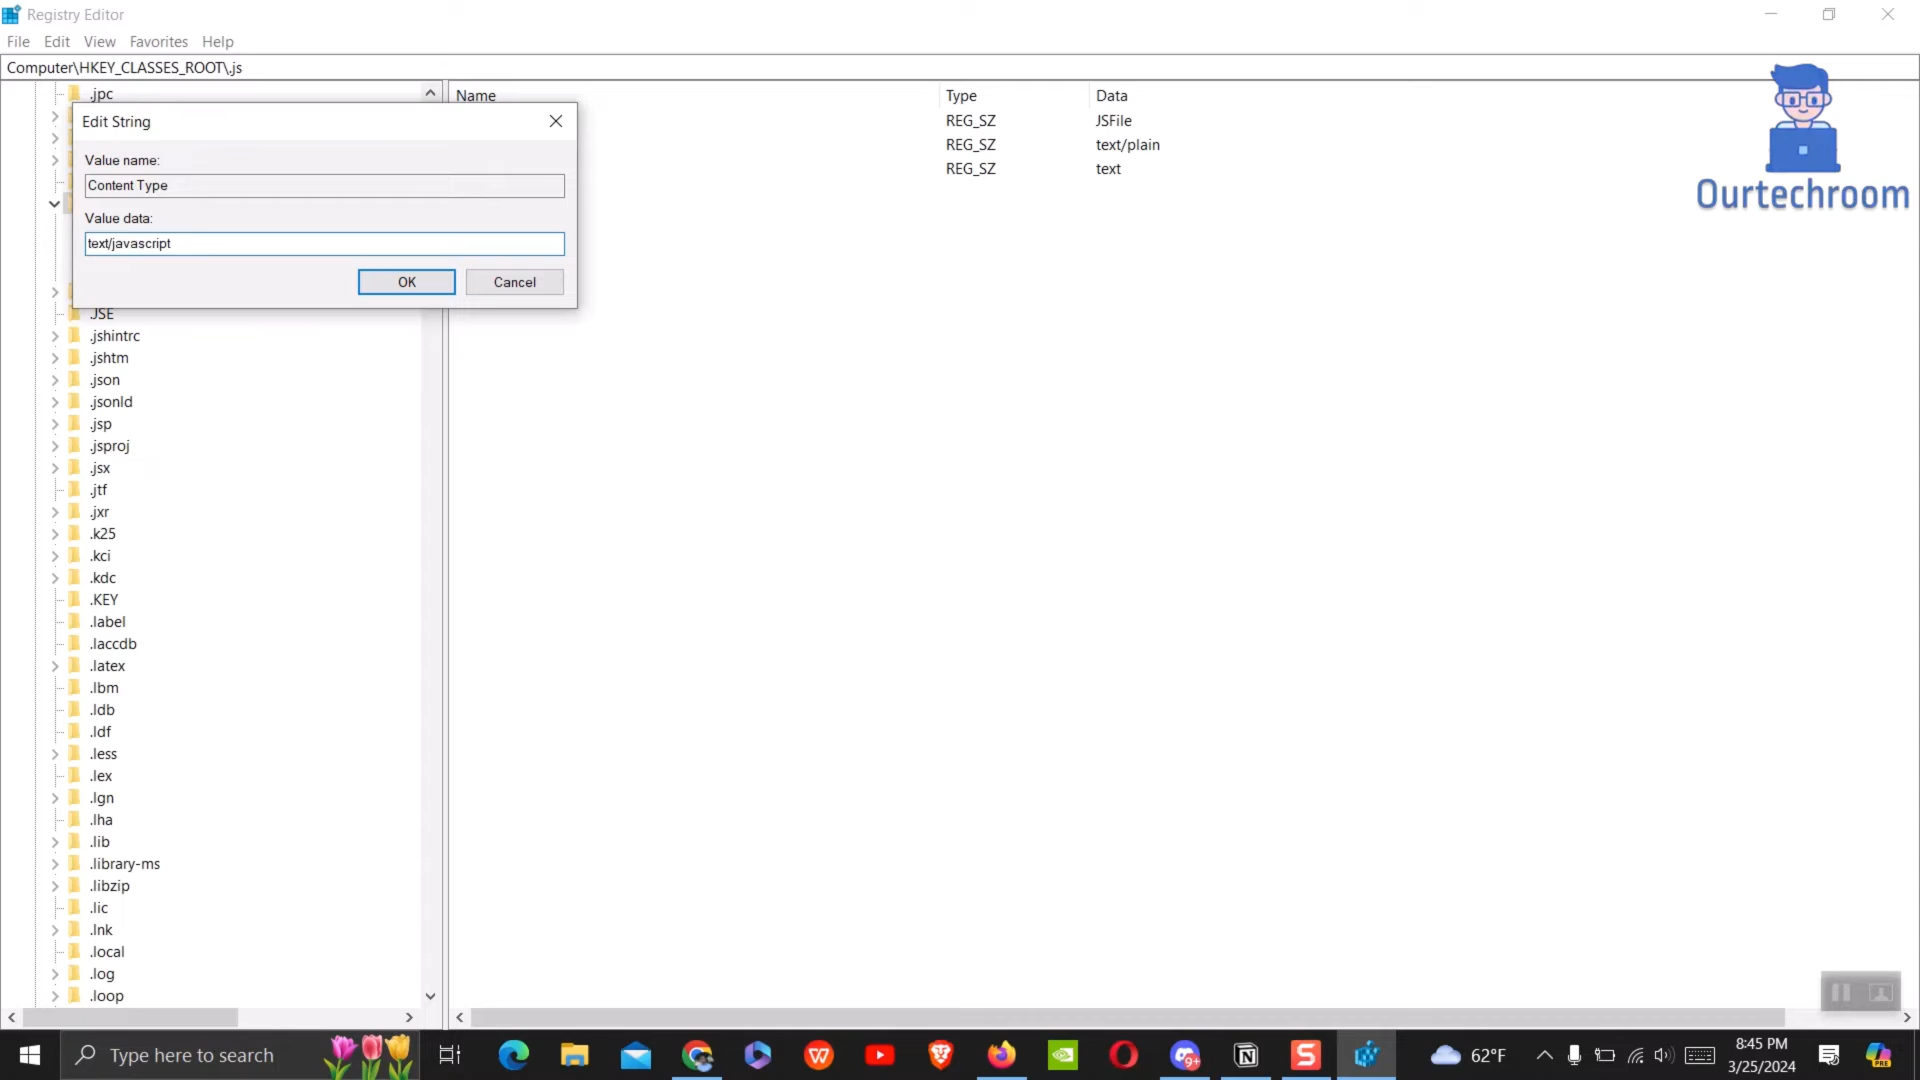 Registry Editor
File Edit View Favorites Help
Computer\HKEY_CLASSES_ROOT\.js
.jpc
Name Type Data
REG_SZ JSFile
REG_SZ text/plain
REG_SZ text
Ourtechroom
Edit String
Value name:
Content Type
Value data:
text/javascript
OK Cancel
.JSE
.jshintrc
.jshtm
.json
.jsonld
.jsp
.jsproj
.jsx
.jtf
.jxr
.k25
.kci
.kdc
.KEY
.label
.laccdb
.latex
.lbm
.ldb
.ldf
.less
.lex
.lgn
.lha
.lib
.library-ms
.libzip
.lic
.lnk
.local
.log
.loop
Type here to search
9+
62°F
8:45 PM
3/25/2024
PRE